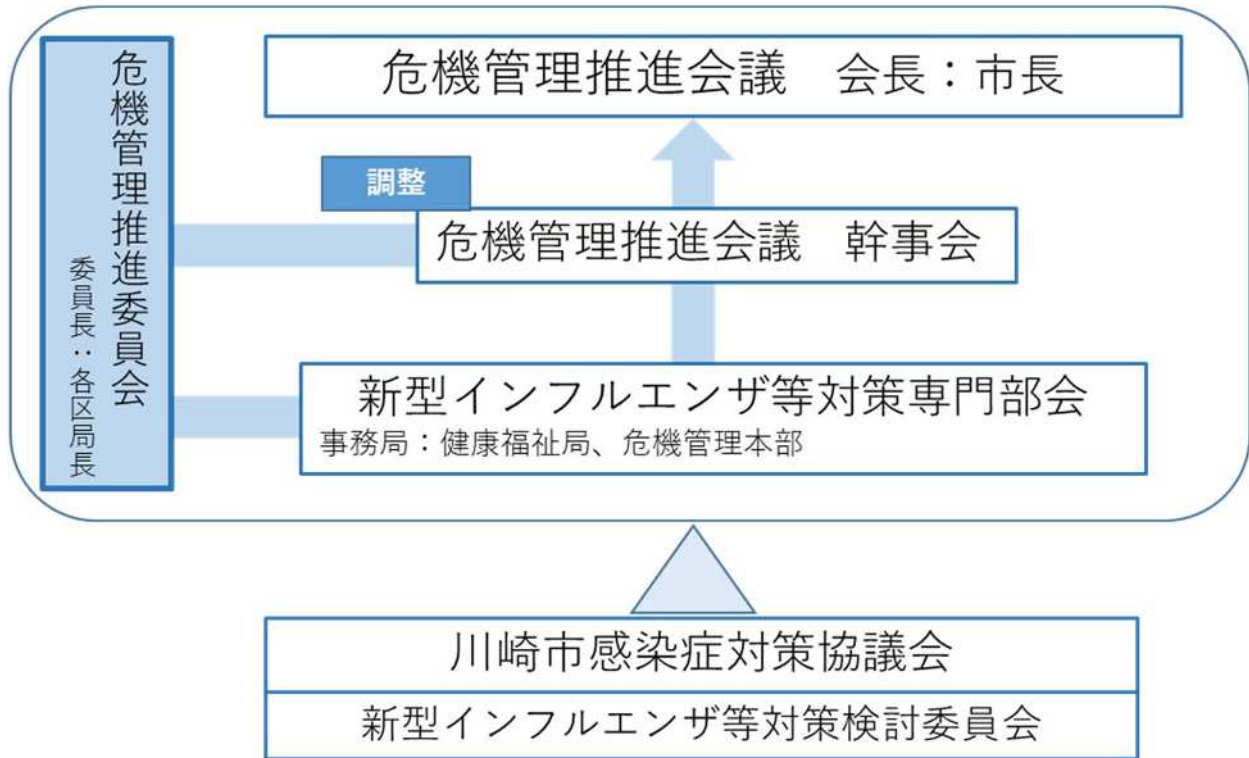 危機管理推進委員会
委員長：各区局長
危機管理推進会議　会長：市長
調整
危機管理推進会議　幹事会
新型インフルエンザ等対策専門部会
事務局：健康福祉局、危機管理本部
川崎市感染症対策協議会
新型インフルエンザ等対策検討委員会